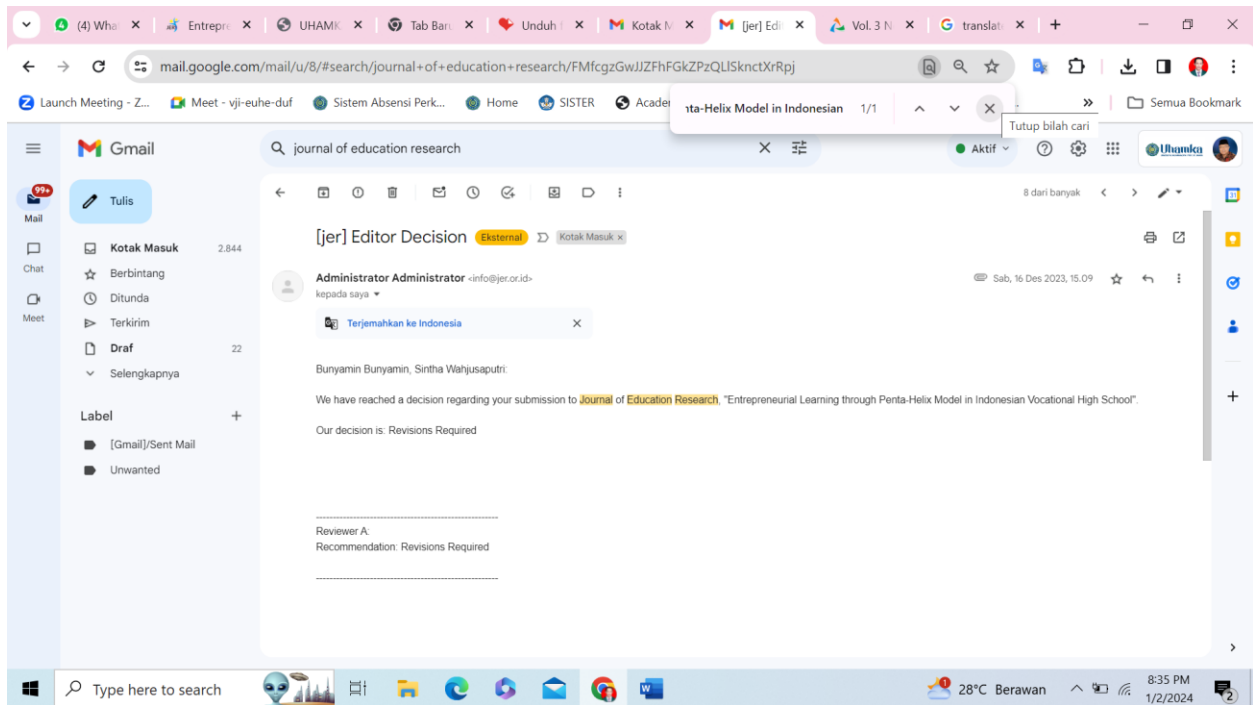 (4) Wha
Entrepre
UHAMK
Tab Baru
Unduh f
Kotak M
[jer] Edi
Vol. 3 N
translat
mail.google.com/mail/u/8/#search/journal+of+education+research/FMfcgzGwJJZFhFGkZPzQLlSknctXrRpj
Launch Meeting - Z...
Meet - vji-euhe-duf
Sistem Absensi Perk...
Home
SISTER
Acader
nta-Helix Model in Indonesian 1/1
»
Semua Bookmark
Tutup bilah cari
Gmail
journal of education research
Aktif
Uhamka
99+
Mail
Chat
Meet
Tulis
Kotak Masuk 2.844
Berbintang
Ditunda
Terkirim
Draf 22
Selengkapnya
Label
[Gmail]/Sent Mail
Unwanted
8 dari banyak
[jer] Editor Decision Eksternal Kotak Masuk ×
Administrator Administrator <info@jer.or.id>
Sab, 16 Des 2023, 15.09
kepada saya
Terjemahkan ke Indonesia
Bunyamin Bunyamin, Sintha Wahjusaputri:
We have reached a decision regarding your submission to Journal of Education Research, "Entrepreneurial Learning through Penta-Helix Model in Indonesian Vocational High School".
Our decision is: Revisions Required
------------------------------------------------------
Reviewer A:
Recommendation: Revisions Required
------------------------------------------------------
31
Type here to search
28°C Berawan
8:35 PM
1/2/2024
2